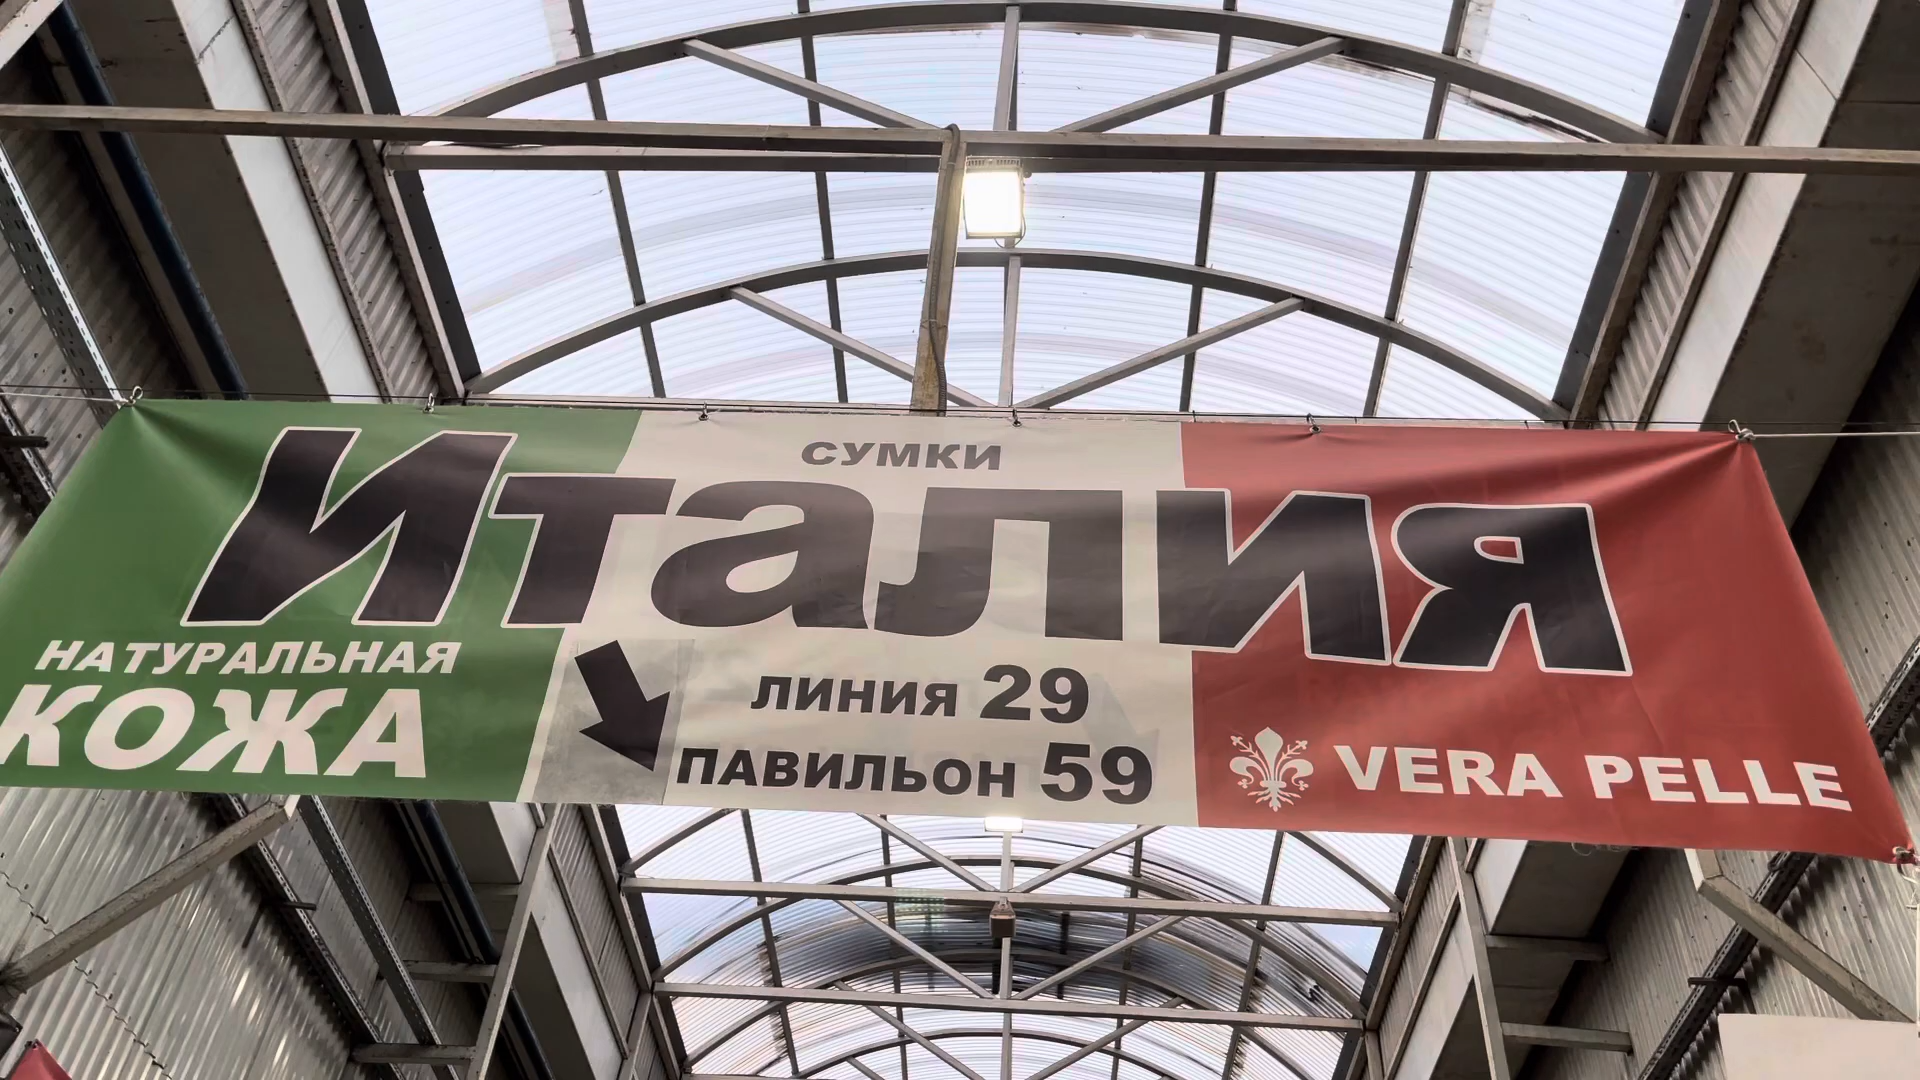 СУМКИ
Италия
НАТУРАЛЬНАЯ
КОЖА
ЛИНИЯ 29
ПАВИЛЬОН 59
VERA PELLE